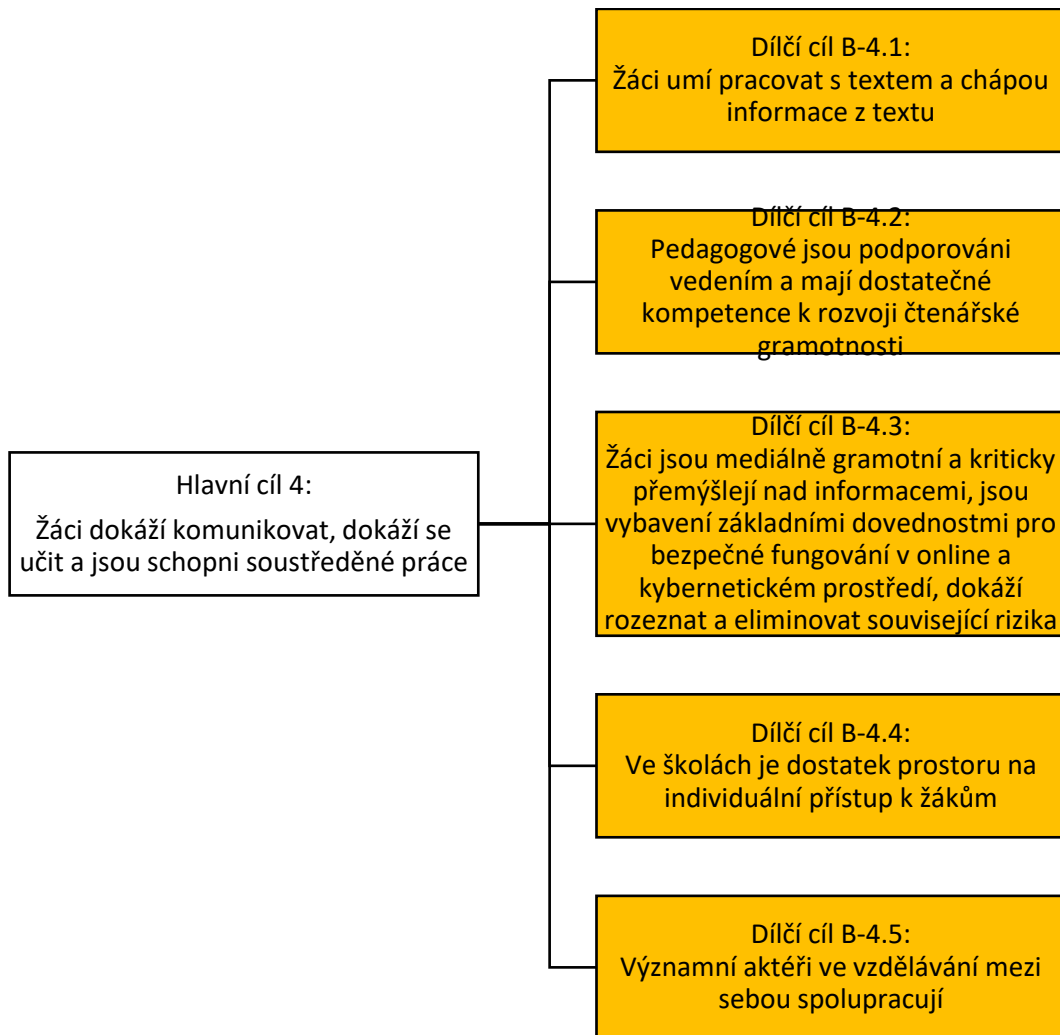 Hlavní cíl 4:
Žáci dokáží komunikovat, dokáží se
učit a jsou schopni soustředěné práce
Dílčí cíl B-4.1:
Žáci umí pracovat s textem a chápou
informace z textu
Dílčí cíl B-4.2:
Pedagogové jsou podporováni
vedením a mají dostatečné
kompetence k rozvoji čtenářské
gramotnosti
Dílčí cíl B-4.3:
Žáci jsou mediálně gramotní a kriticky
přemýšlejí nad informacemi, jsou
vybavení základními dovednostmi pro
bezpečné fungování v online a
kybernetickém prostředí, dokáží
rozeznat a eliminovat související rizika
Dílčí cíl B-4.4:
Ve školách je dostatek prostoru na
individuální přístup k žákům
Dílčí cíl B-4.5:
Významní aktéři ve vzdělávání mezi
sebou spolupracují